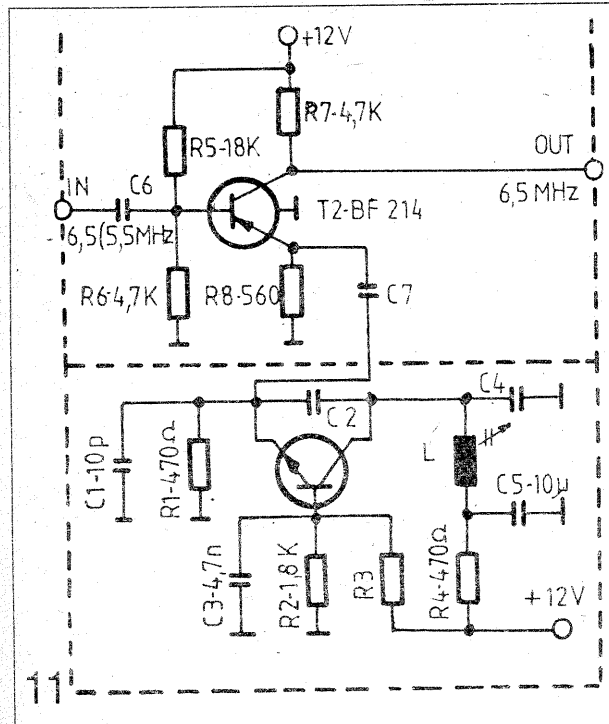 +12V
R7-4,7K
R5-18K
OUT
IN
C6
T2-BF 214
6,5 MHz
6,5(5,5MHz
R6-4,7K
R8-560
C7
C4
C2
L
C1-10p
R1-470Ω
C5-10µ
C3-4,7n
R2-1,8K
R3
R4-470Ω
+12V
11